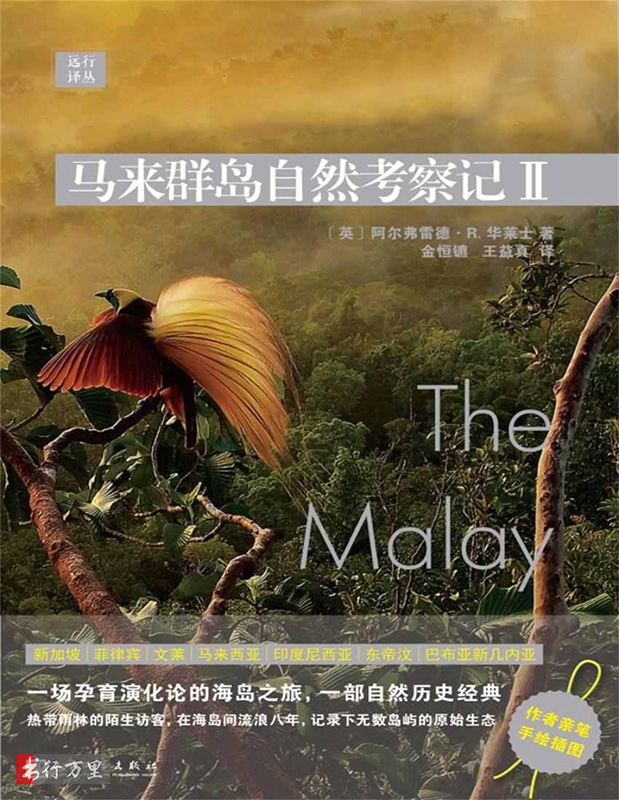 远行
译丛
马来群岛自然考察记 II
［英］阿尔弗雷德·R.华莱士 著
金恒镳 王益真 译
The
Malay
新加坡|菲律宾|文莱|马来西亚|印度尼西亚|东帝汶|巴布亚新几内亚
一场孕育演化论的海岛之旅，一部自然历史经典
热带雨林的陌生访客，在海岛间流浪八年，记录下无数岛屿的原始生态
作者亲笔
手绘插图
书行万里
出版社